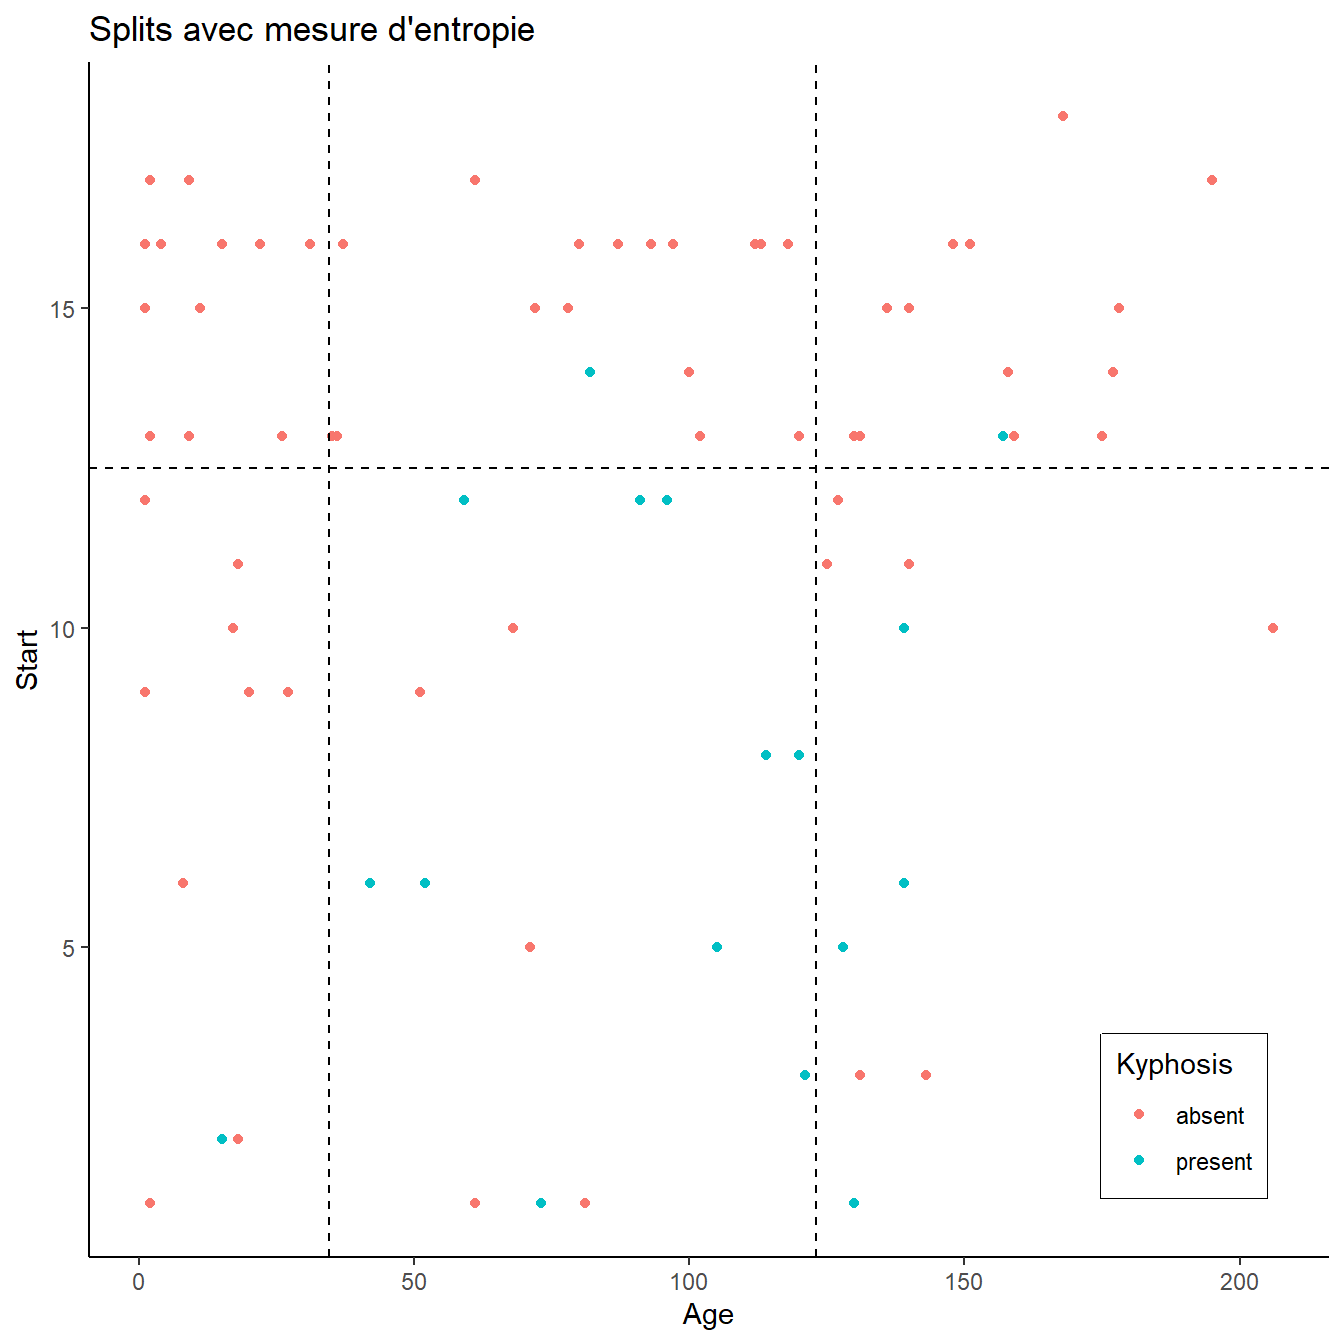 Splits avec mesure d'entropie
Start
15
10
5
Kyphosis
absent
present
0 50 100 150 200
Age